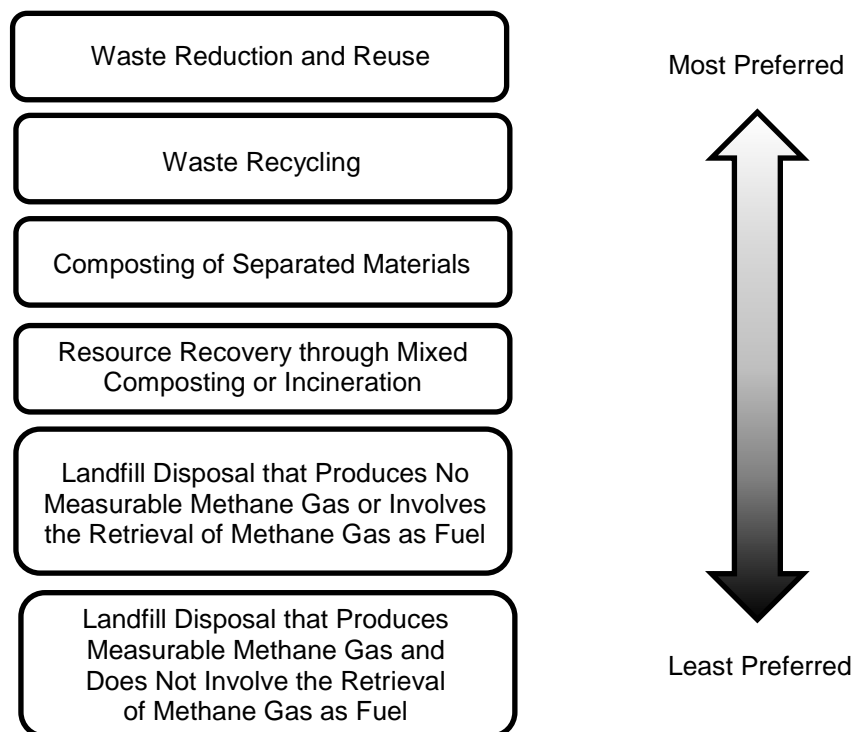 Waste Reduction and Reuse
Most Preferred
Waste Recycling
Composting of Separated Materials
Resource Recovery through Mixed
Composting or Incineration
Landfill Disposal that Produces No
Measurable Methane Gas or Involves
the Retrieval of Methane Gas as Fuel
Landfill Disposal that Produces
Measurable Methane Gas and
Does Not Involve the Retrieval
of Methane Gas as Fuel
Least Preferred